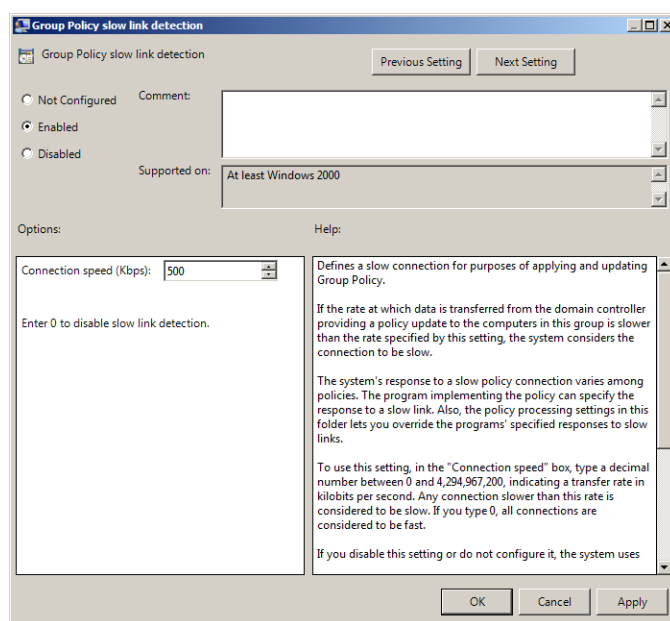 Group Policy slow link detection
Group Policy slow link detection
Previous Setting
Next Setting
Not Configured
Comment:
Enabled
Disabled
Supported on:
At least Windows 2000
Options:
Help:
Connection speed (Kbps):
500
Enter 0 to disable slow link detection.
Defines a slow connection for purposes of applying and updating
Group Policy.
If the rate at which data is transferred from the domain controller
providing a policy update to the computers in this group is slower
than the rate specified by this setting, the system considers the
connection to be slow.
The system's response to a slow policy connection varies among
policies. The program implementing the policy can specify the
response to a slow link. Also, the policy processing settings in this
folder lets you override the programs' specified responses to slow
links.
To use this setting, in the "Connection speed" box, type a decimal
number between 0 and 4,294,967,200, indicating a transfer rate in
kilobits per second. Any connection slower than this rate is
considered to be slow. If you type 0, all connections are
considered to be fast.
If you disable this setting or do not configure it, the system uses
OK
Cancel
Apply